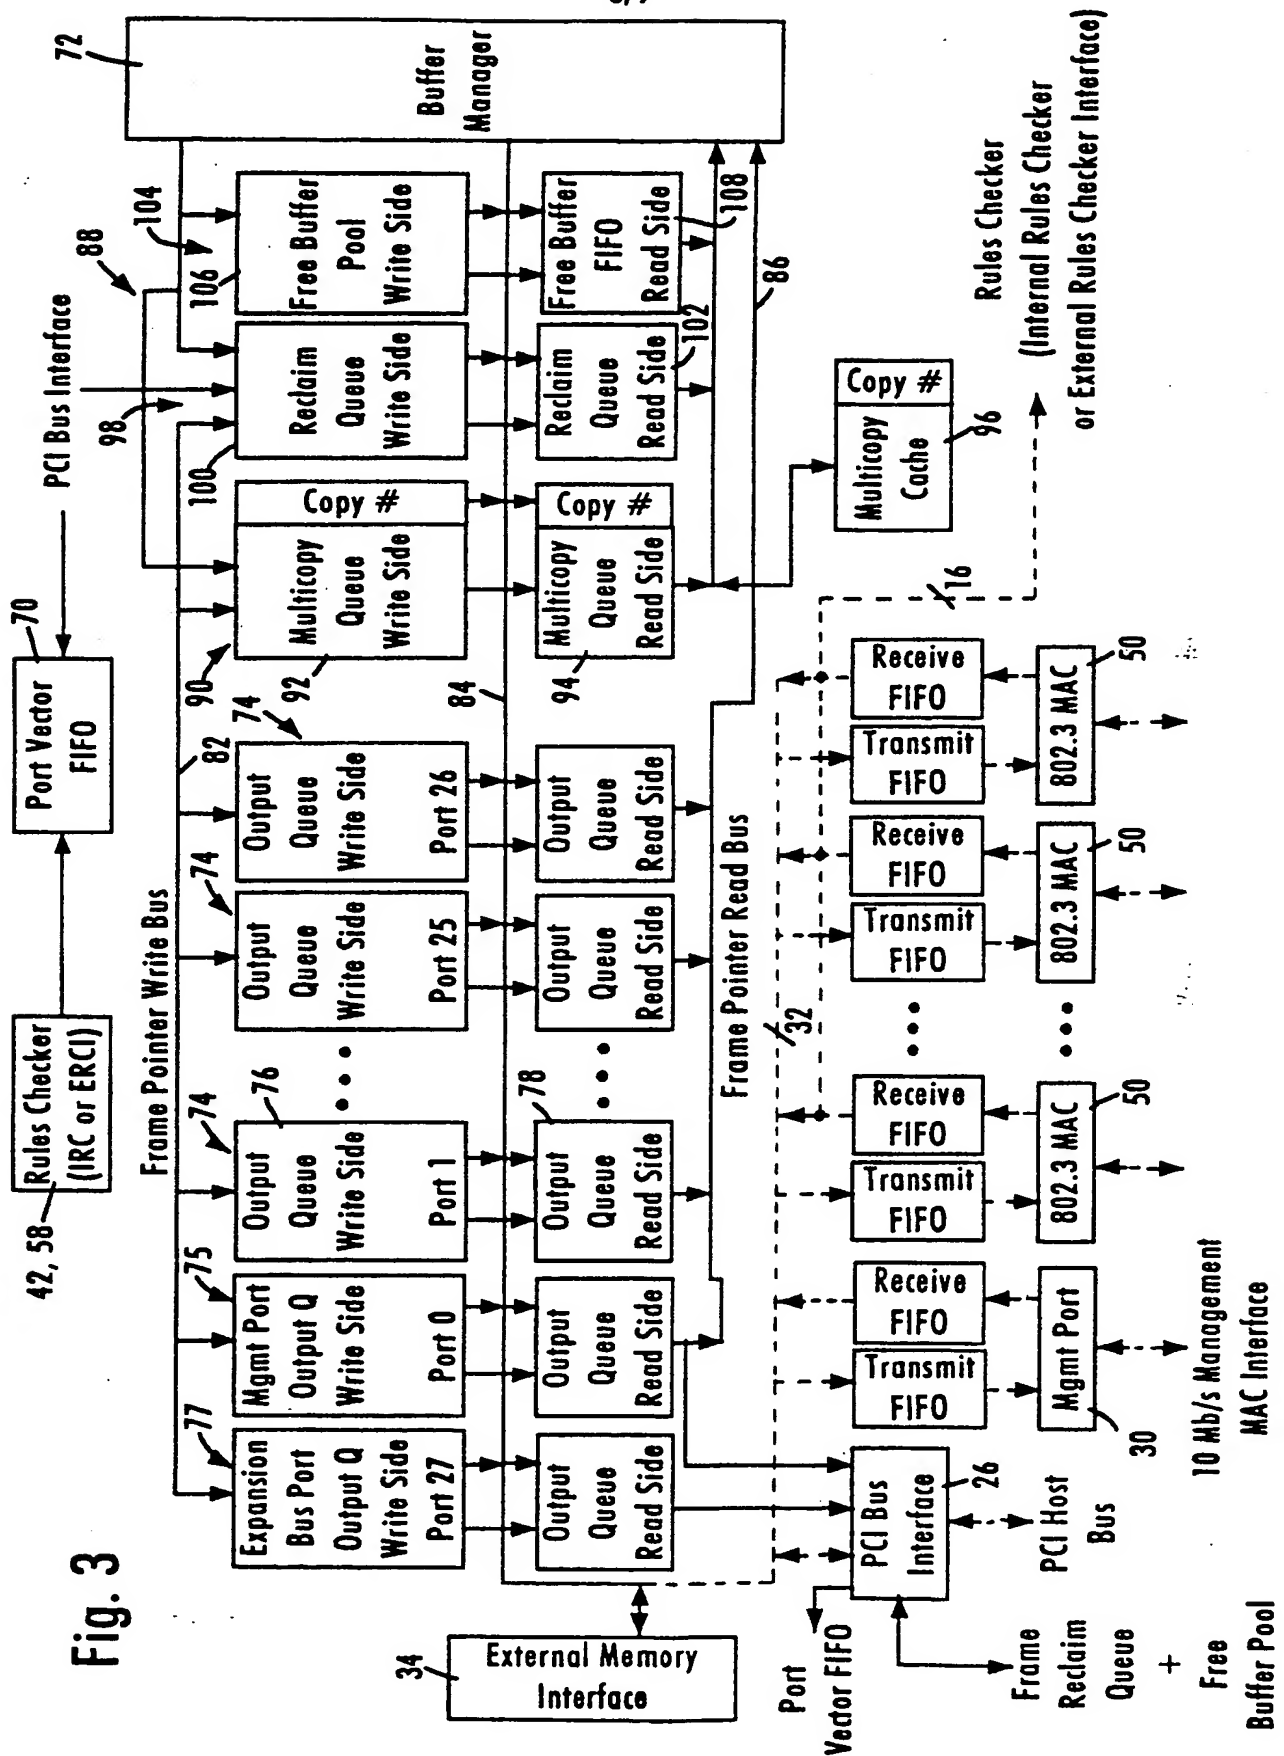 Fig. 3
42, 58
Rules Checker
(IRC or ERCI)
70
Port Vector
FIFO
PCI Bus Interface
72
Buffer
Manager
Frame Pointer Write Bus
82
88
98
104
77
Expansion
Bus Port
Output Q
Write Side
Port 27
75
Mgmt Port
Output Q
Write Side
Port 0
74
76
Output
Queue
Write Side
Port 1
74
Output
Queue
Write Side
Port 25
74
Output
Queue
Write Side
Port 26
90
92
Multicopy
Queue
Write Side
Copy #
100
Reclaim
Queue
Write Side
106
Free Buffer
Pool
Write Side
84
Output
Queue
Read Side
Output
Queue
Read Side
78
Output
Queue
Read Side
Output
Queue
Read Side
Output
Queue
Read Side
94
Multicopy
Queue
Read Side
Copy #
Reclaim
Queue
Read Side
102
Free Buffer
FIFO
Read Side
108
Frame Pointer Read Bus
86
34
External Memory
Interface
32
16
Multicopy
Cache
Copy #
96
Rules Checker
(Internal Rules Checker
or External Rules Checker Interface)
Port
Vector FIFO
PCI Bus
Interface
26
Transmit
FIFO
Receive
FIFO
Transmit
FIFO
Receive
FIFO
Transmit
FIFO
Receive
FIFO
Transmit
FIFO
Receive
FIFO
Mgmt Port
30
802.3 MAC
50
802.3 MAC
50
802.3 MAC
50
Frame
Reclaim
Queue
+
Free
Buffer Pool
PCI Host
Bus
10 Mb/s Management
MAC Interface